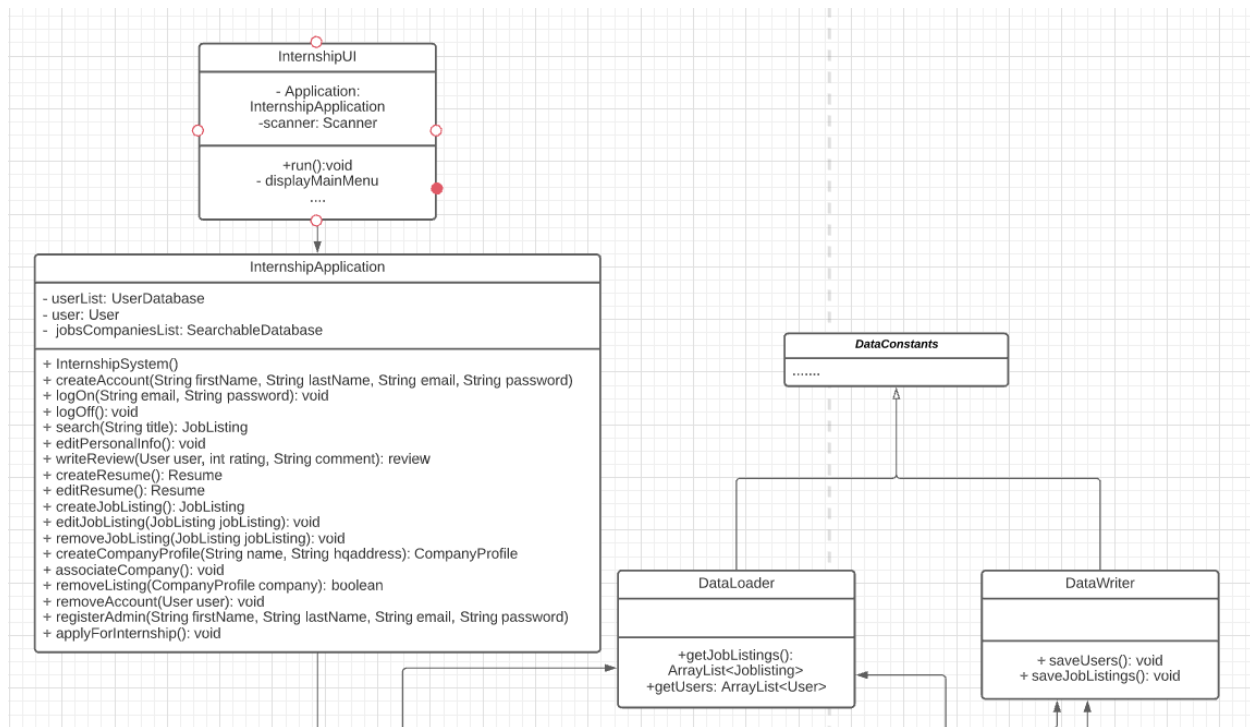 InternshipUI
- Application:
InternshipApplication
-scanner: Scanner
+run():void
- displayMainMenu
....
InternshipApplication
- userList: UserDatabase
- user: User
- jobsCompaniesList: SearchableDatabase
+ InternshipSystem()
+ createAccount(String firstName, String lastName, String email, String password)
+ logOn(String email, String password): void
+ logOff(): void
+ search(String title): JobListing
+ editPersonalInfo(): void
+ writeReview(User user, int rating, String comment): review
+ createResume(): Resume
+ editResume(): Resume
+ createJobListing(): JobListing
+ editJobListing(JobListing jobListing): void
+ removeJobListing(JobListing jobListing): void
+ createCompanyProfile(String name, String hqaddress): CompanyProfile
+ associateCompany(): void
+ removeListing(CompanyProfile company): boolean
+ removeAccount(User user): void
+ registerAdmin(String firstName, String lastName, String email, String password)
+ applyForInternship(): void
DataConstants
.......
DataLoader
+getJobListings():
ArrayList<Joblisting>
+getUsers: ArrayList<User>
DataWriter
+ saveUsers(): void
+ saveJobListings(): void